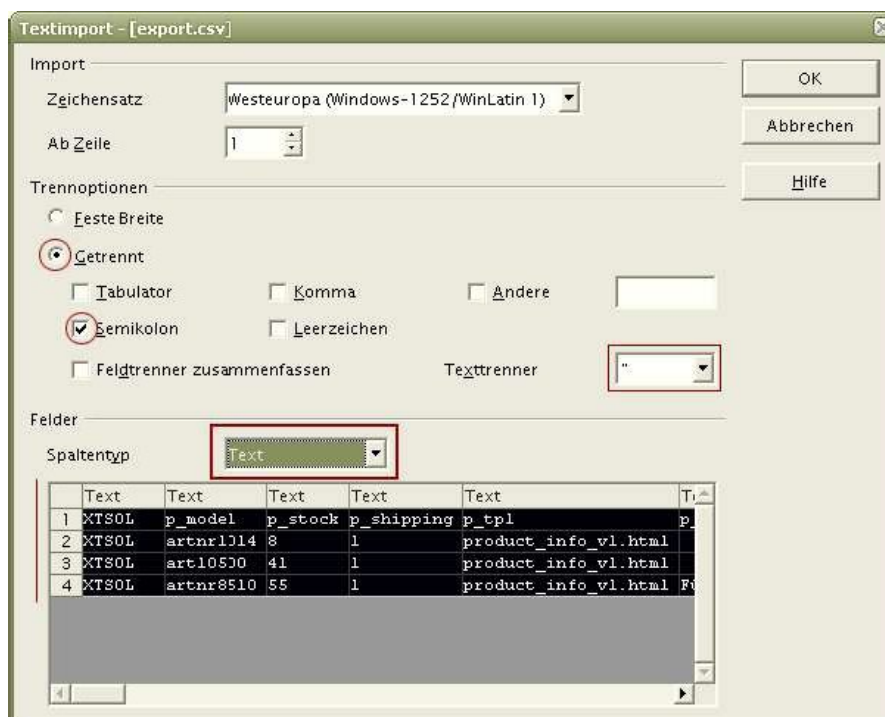 Textimport - [export.csv]
Import
OK
Zeichensatz Westeuropa (Windows-1252/WinLatin 1)
Abbrechen
Ab Zeile 1
Hilfe
Trennoptionen
Feste Breite
Getrennt
Tabulator Komma Andere
Semikolon Leerzeichen
Feldtrenner zusammenfassen Texttrenner "
Felder
Spaltentyp Text
Text Text Text Text Text
1 XTSOL p_model p_stock p_shipping p_tpl p_
2 XTSOL artnr1014 8 1 product_info_v1.html
3 XTSOL art10500 41 1 product_info_v1.html
4 XTSOL artnr8510 55 1 product_info_v1.html